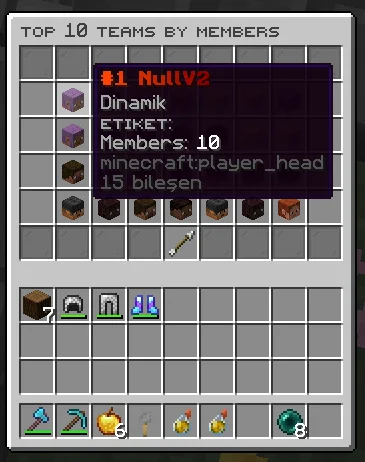 TOP 10 TEAMS BY MEMBERS
#1 NullV2
Dinamik
ETIKET:
Members: 10
minecraft:player_head
15 bileşen
7
6
8